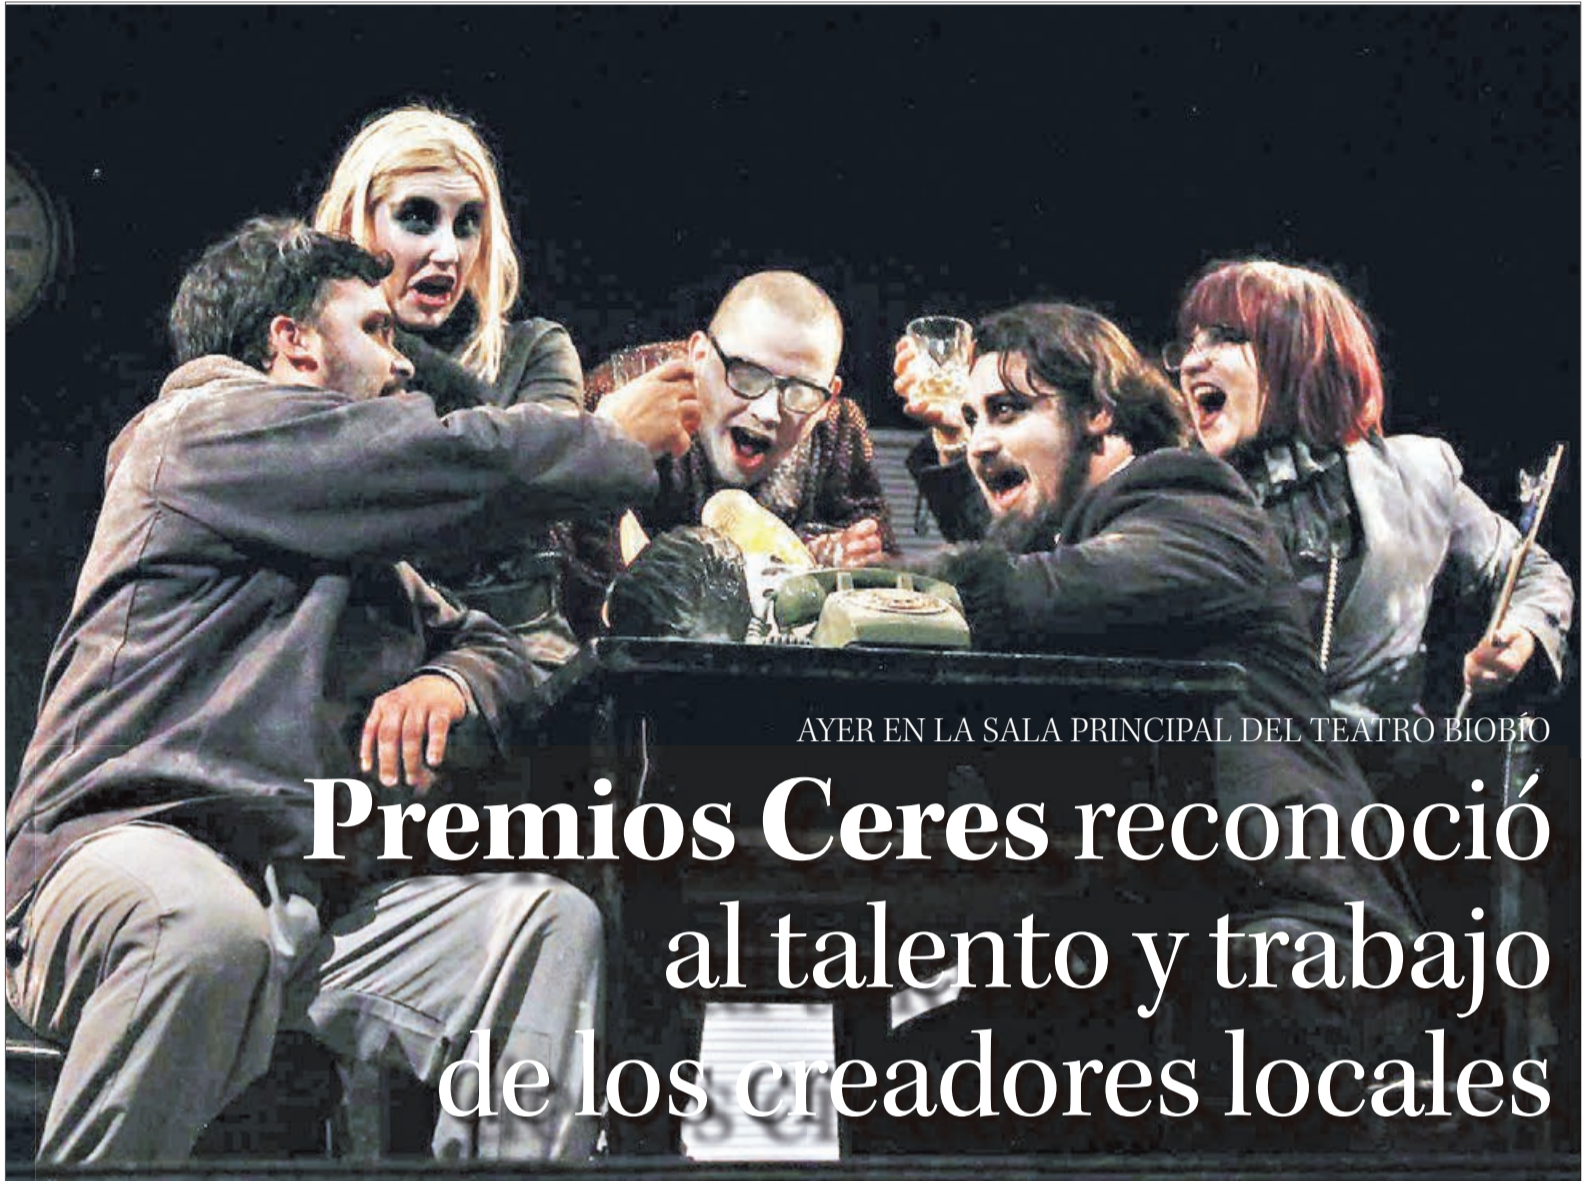 AYER EN LA SALA PRINCIPAL DEL TEATRO BIOBÍO
Premios Ceres reconoció
al talento y trabajo
de los creadores locales